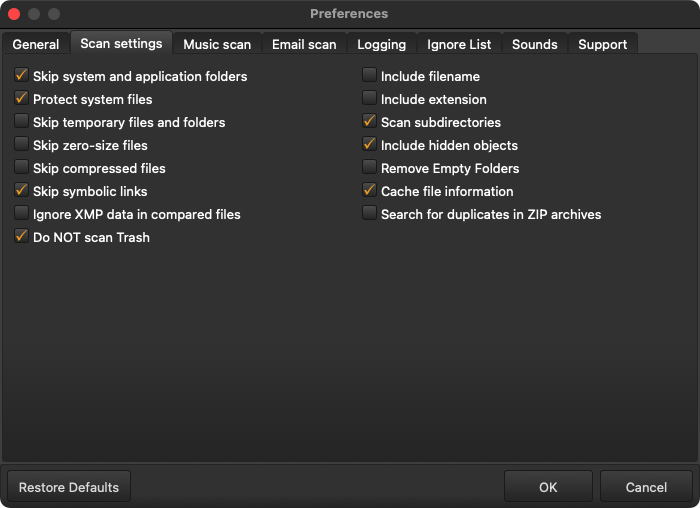 Preferences
General Scan settings Music scan Email scan Logging Ignore List Sounds Support
Skip system and application folders
Protect system files
Skip temporary files and folders
Skip zero-size files
Skip compressed files
Skip symbolic links
Ignore XMP data in compared files
Do NOT scan Trash
Include filename
Include extension
Scan subdirectories
Include hidden objects
Remove Empty Folders
Cache file information
Search for duplicates in ZIP archives
Restore Defaults OK Cancel